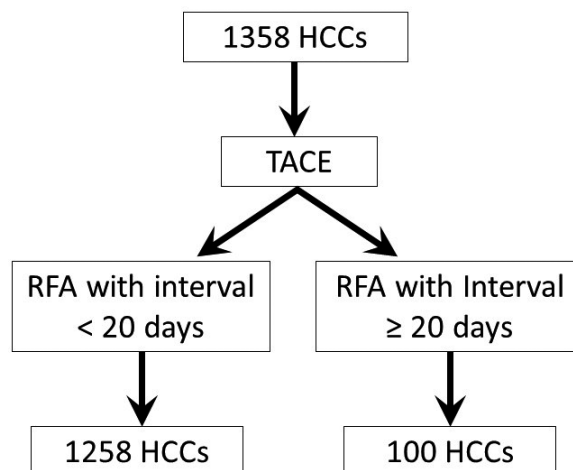 1358 HCCs
TACE
RFA with interval
< 20 days
RFA with Interval
≥ 20 days
1258 HCCs
100 HCCs